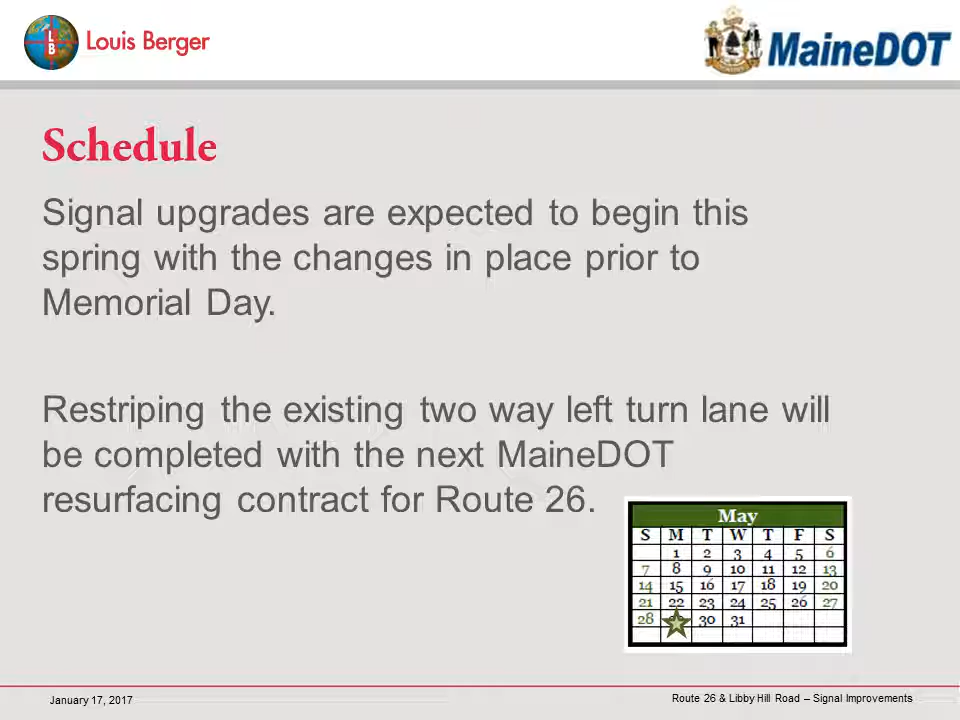 L
B
Louis Berger
MaineDOT
Schedule
Signal upgrades are expected to begin this
spring with the changes in place prior to
Memorial Day.
Restriping the existing two way left turn lane will
be completed with the next MaineDOT
resurfacing contract for Route 26.
May
S M T W T F S
1 2 3 4 5 6
7 8 9 10 11 12 13
14 15 16 17 18 19 20
21 22 23 24 25 26 27
28 30 31
January 17, 2017
Route 26 & Libby Hill Road – Signal Improvements